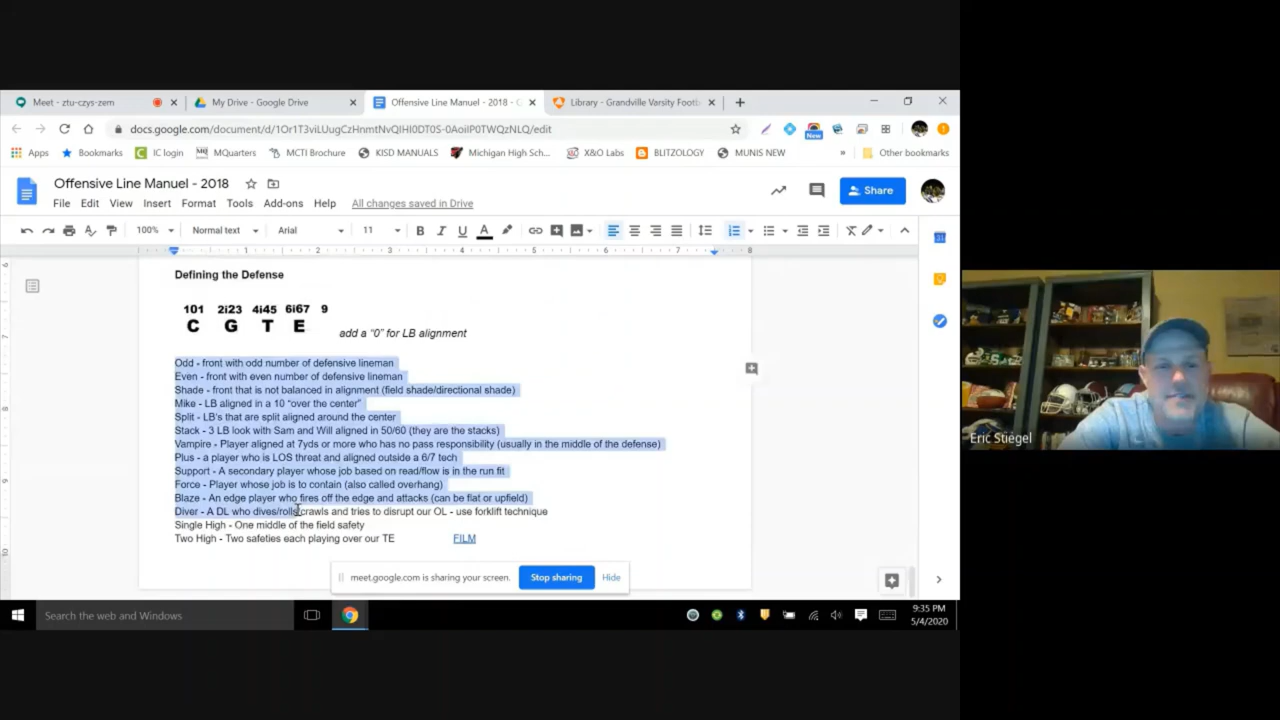 Meet - ztu-czys-zem
My Drive - Google Drive
Offensive Line Manuel - 2018 - G
Library - Grandville Varsity Footb
docs.google.com/document/d/1Or1T3viLUugCzHnmtNvQIHI0DT0S-0AoiIP0TWQzNLQ/edit
New
Apps
Bookmarks
IC login
MQ MQuarters
MCTI Brochure
KISD MANUALS
Michigan High Sch...
X&O Labs
BLITZOLOGY
MUNIS NEW
»
Other bookmarks
Offensive Line Manuel - 2018
Share
File Edit View Insert Format Tools Add-ons Help All changes saved in Drive
100% Normal text Arial 11 B I U A
1 2 3 4 5 6 7 8
Defining the Defense
101 2i23 4i45 6i67 9
C G T E add a “0” for LB alignment
Odd - front with odd number of defensive lineman
Even - front with even number of defensive lineman
Shade - front that is not balanced in alignment (field shade/directional shade)
Mike - LB aligned in a 10 “over the center”
Split - LB's that are split aligned around the center
Stack - 3 LB look with Sam and Will aligned in 50/60 (they are the stacks)
Vampire - Player aligned at 7yds or more who has no pass responsibility (usually in the middle of the defense)
Plus - a player who is LOS threat and aligned outside a 6/7 tech
Support - A secondary player whose job based on read/flow is in the run fit
Force - Player whose job is to contain (also called overhang)
Blaze - An edge player who fires off the edge and attacks (can be flat or upfield)
Diver - A DL who dives/rolls/crawls and tries to disrupt our OL - use forklift technique
Single High - One middle of the field safety
Two High - Two safeties each playing over our TE FILM
meet.google.com is sharing your screen. Stop sharing Hide
Search the web and Windows
9:35 PM
5/4/2020
Eric Stiegel